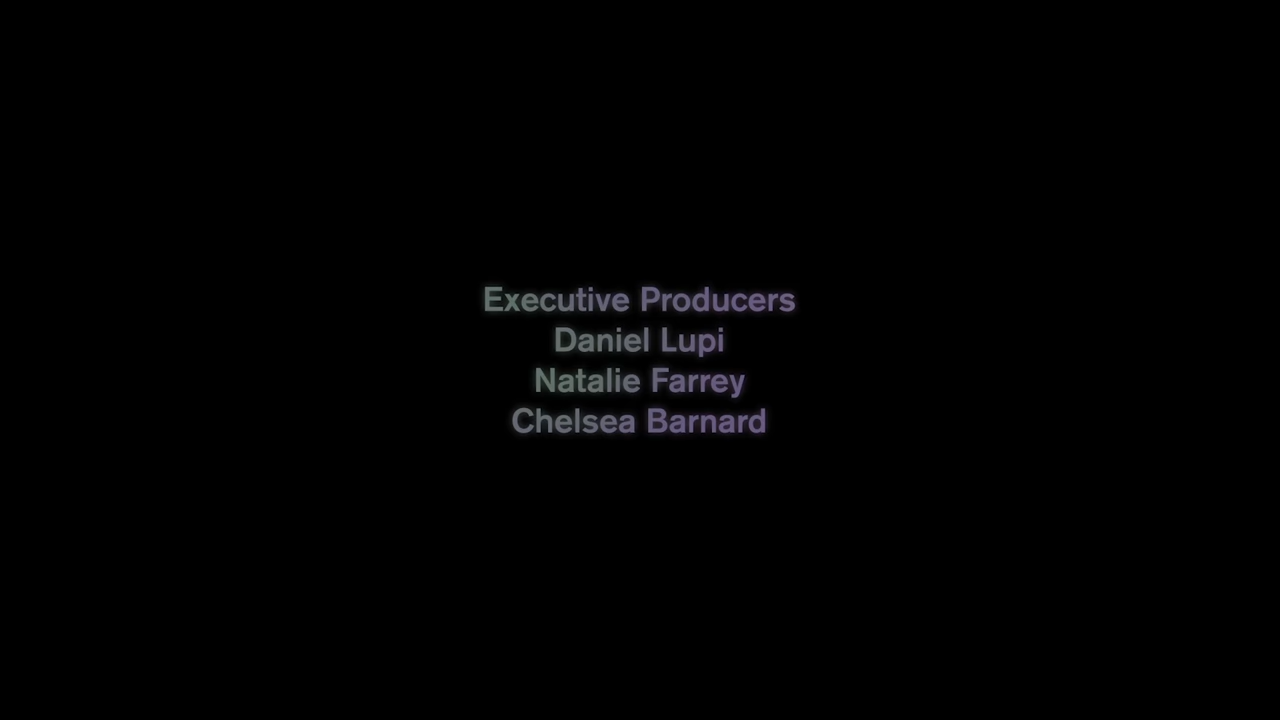 Executive Producers
Daniel Lupi
Natalie Farrey
Chelsea Barnard